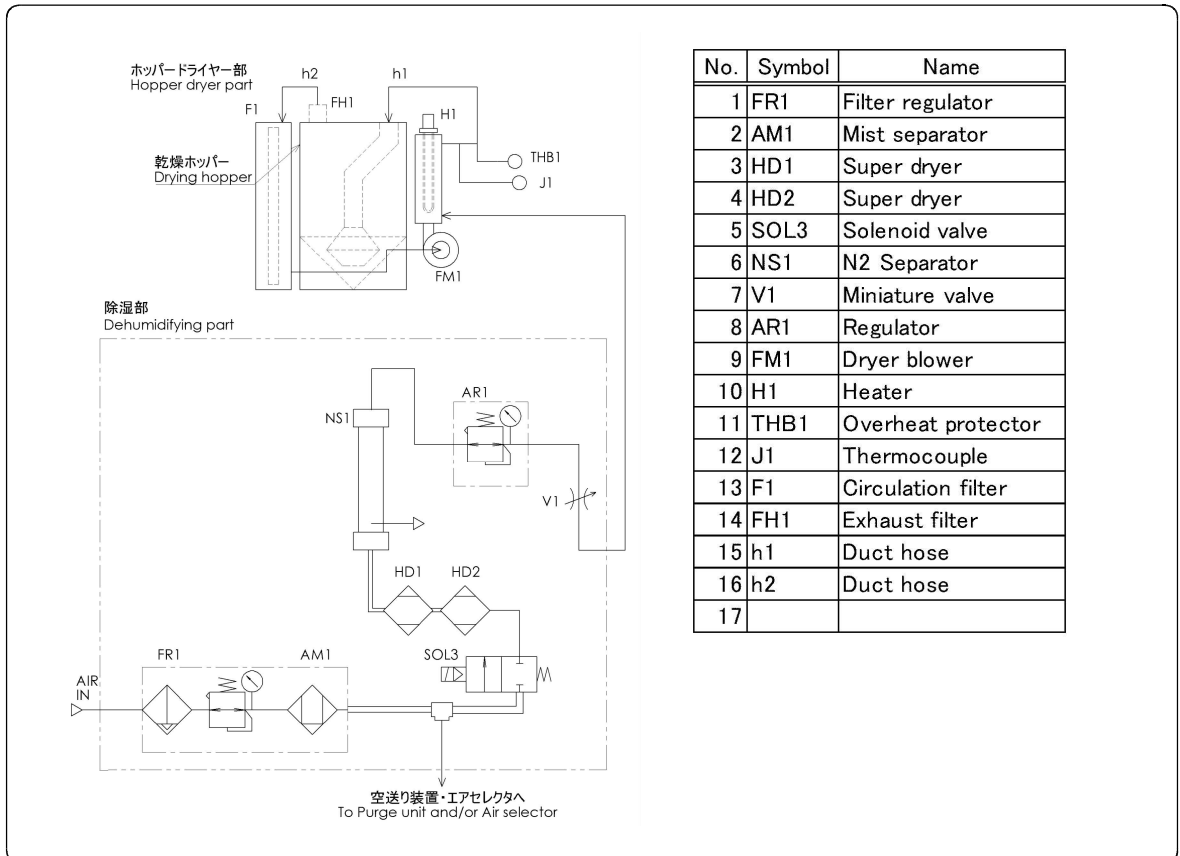 ホッパードライヤー部
Hopper dryer part
h2
h1
F1
FH1
H1
乾燥ホッパー
Drying hopper
THB1
J1
FM1
除湿部
Dehumidifying part
NS1
AR1
V1
HD1 HD2
FR1 AM1 SOL3
AIR
IN
空送り装置・エアセレクタへ
To Purge unit and/or Air selector
No. Symbol Name
1 FR1 Filter regulator
2 AM1 Mist separator
3 HD1 Super dryer
4 HD2 Super dryer
5 SOL3 Solenoid valve
6 NS1 N2 Separator
7 V1 Miniature valve
8 AR1 Regulator
9 FM1 Dryer blower
10 H1 Heater
11 THB1 Overheat protector
12 J1 Thermocouple
13 F1 Circulation filter
14 FH1 Exhaust filter
15 h1 Duct hose
16 h2 Duct hose
17